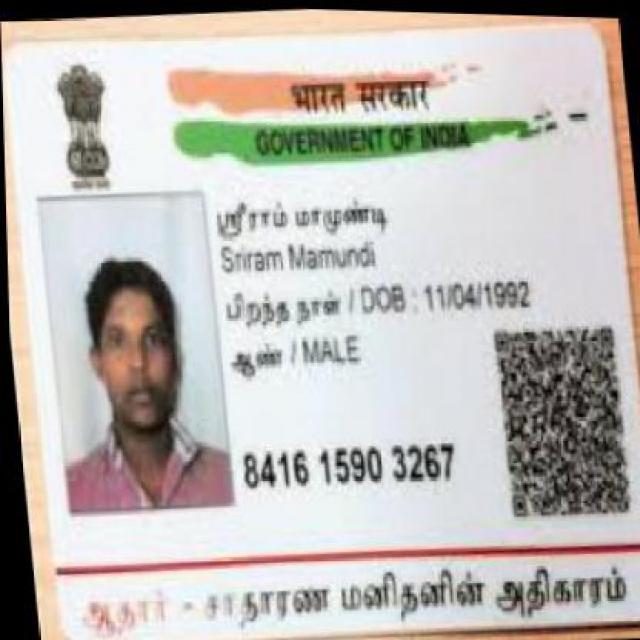 भारत सरकार
GOVERNMENT OF INDIA
ஸ்ரீராம் மாமுண்டி
Sriram Mamundi
பிறந்த நாள் / DOB : 11/04/1992
ஆண் / MALE
8416 1590 3267
ஆதார் - சாதாரண மனிதனின் அதிகாரம்